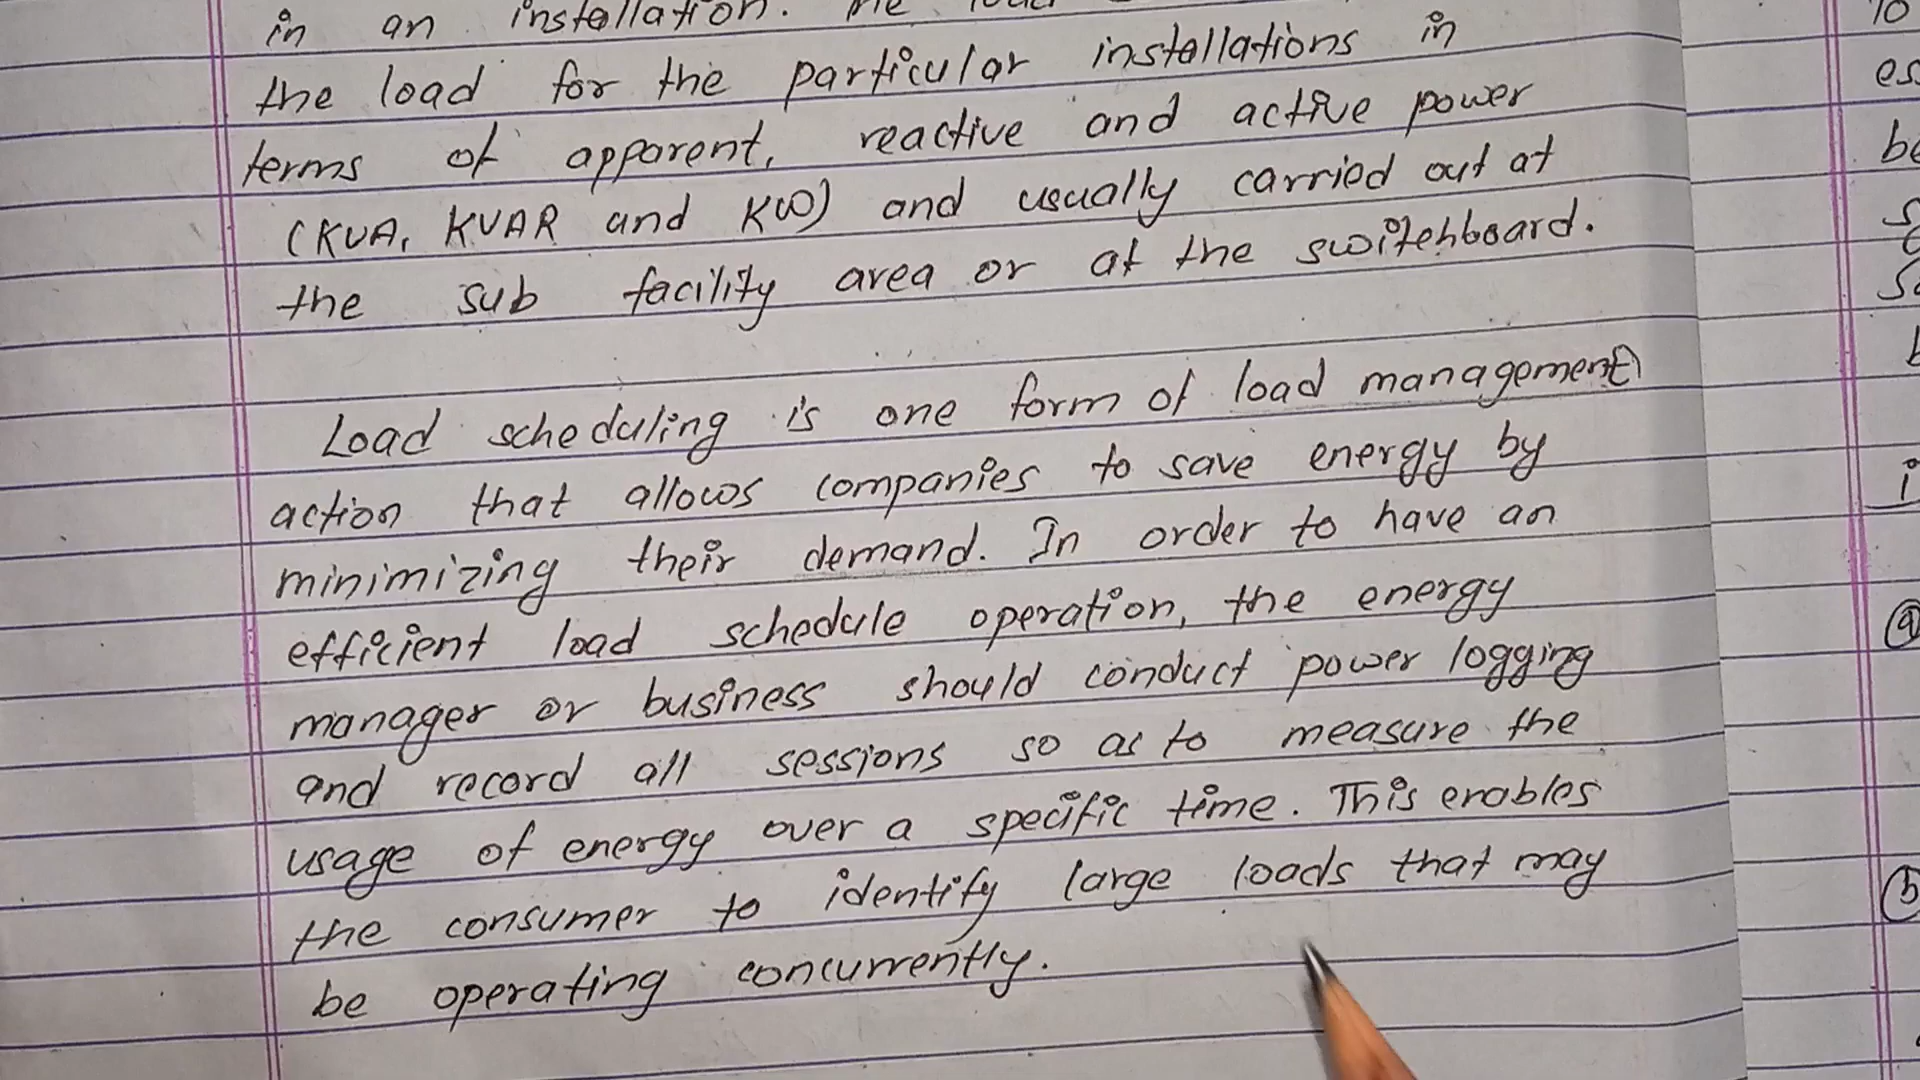 in an installation. The load
the load for the particular installations in
terms of apparent, reactive and active power
(KVA, KVAR and KW) and usually carried out at
the sub facility area or at the switchboard.
Load scheduling is one form of load management
action that allows companies to save energy by
minimizing their demand. In order to have an
efficient load schedule operation, the energy
manager or business should conduct power logging
and record all sessions so as to measure the
usage of energy over a specific time. This enables
the consumer to identify large loads that may
be operating concurrently.
to
es
be
i
a
b